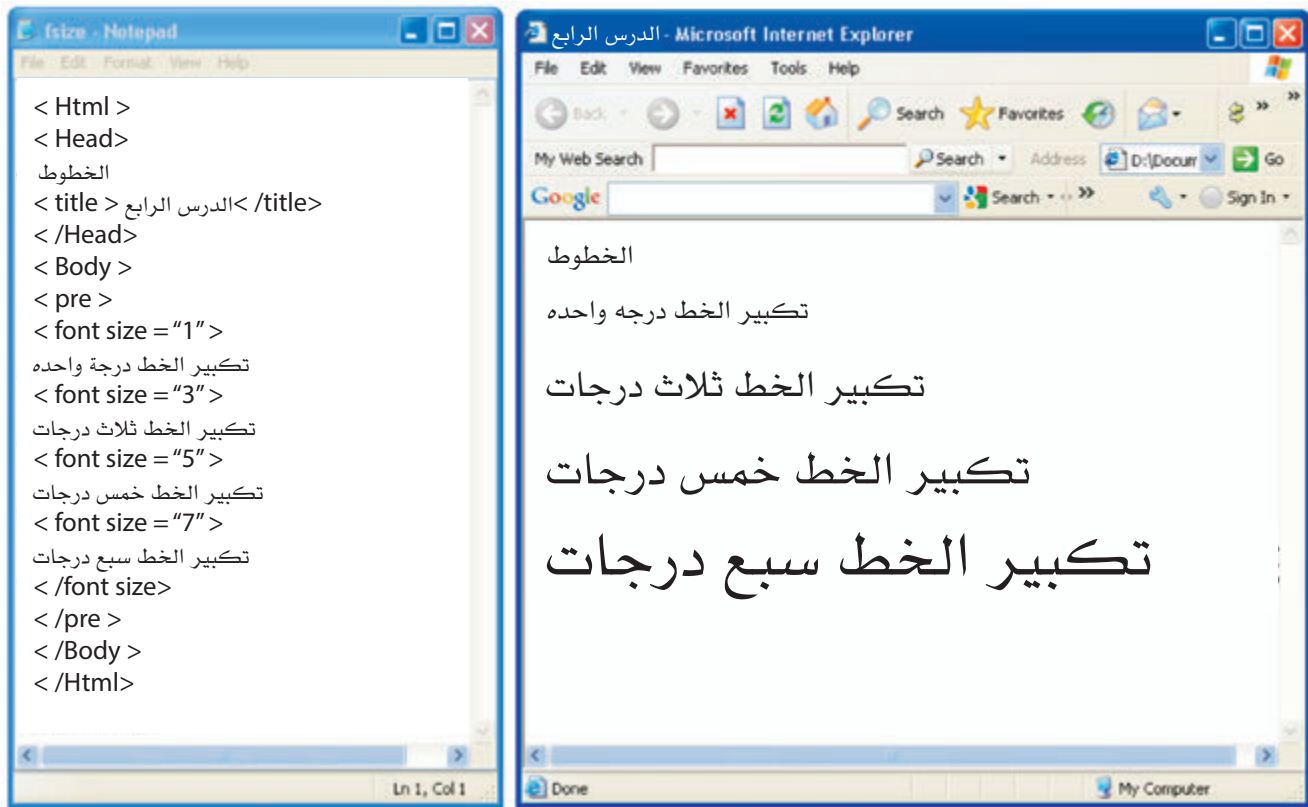 fsize - Notepad
File Edit Format View Help
< Html >
< Head>
الخطوط
< title > الدرس الرابع< /title>
< /Head>
< Body >
< pre >
< font size = “1” >
تكبير الخط درجة واحده
< font size = “3” >
تكبير الخط ثلاث درجات
< font size = “5” >
تكبير الخط خمس درجات
< font size = “7” >
تكبير الخط سبع درجات
< /font size>
< /pre >
< /Body >
< /Html>
Ln 1, Col 1
الدرس الرابع - Microsoft Internet Explorer
File Edit View Favorites Tools Help
Back Search Favorites
My Web Search Search Address D:\Docum Go
Google Search Sign In
الخطوط
تكبير الخط درجه واحده
تكبير الخط ثلاث درجات
تكبير الخط خمس درجات
تكبير الخط سبع درجات
Done My Computer